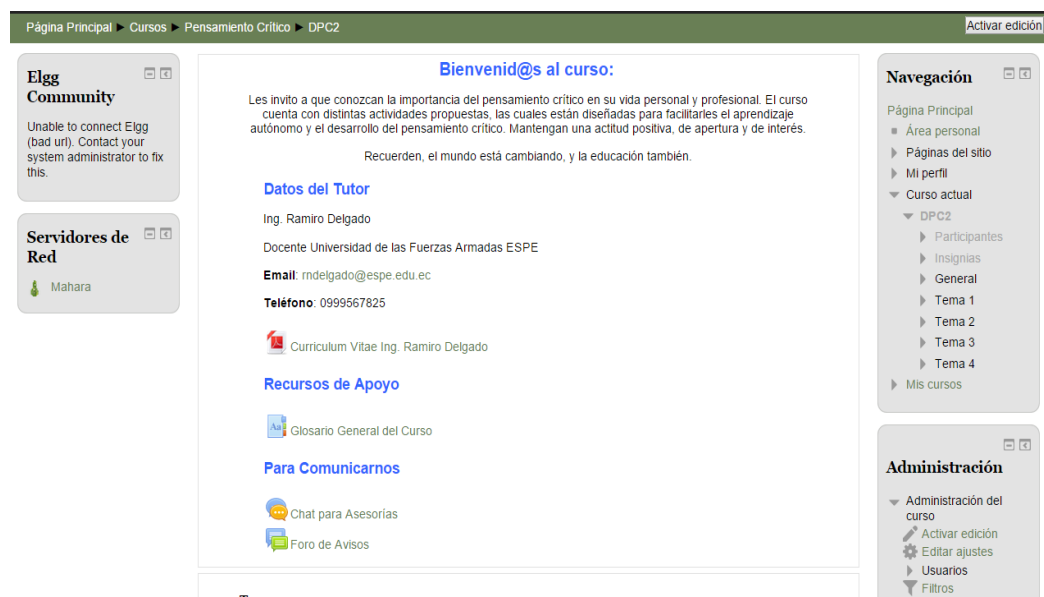 Página Principal ► Cursos ► Pensamiento Crítico ► DPC2
Activar edición
Elgg
Community
Unable to connect Elgg
(bad url). Contact your
system administrator to fix
this.
Servidores de
Red
Mahara
Bienvenid@s al curso:
Les invito a que conozcan la importancia del pensamiento crítico en su vida personal y profesional. El curso
cuenta con distintas actividades propuestas, las cuales están diseñadas para facilitarles el aprendizaje
autónomo y el desarrollo del pensamiento crítico. Mantengan una actitud positiva, de apertura y de interés.
Recuerden, el mundo está cambiando, y la educación también.
Datos del Tutor
Ing. Ramiro Delgado
Docente Universidad de las Fuerzas Armadas ESPE
Email: rndelgado@espe.edu.ec
Teléfono: 0999567825
Curriculum Vitae Ing. Ramiro Delgado
Recursos de Apoyo
Glosario General del Curso
Para Comunicarnos
Chat para Asesorías
Foro de Avisos
Navegación
Página Principal
Área personal
Páginas del sitio
Mi perfil
Curso actual
DPC2
Participantes
Insignias
General
Tema 1
Tema 2
Tema 3
Tema 4
Mis cursos
Administración
Administración del
curso
Activar edición
Editar ajustes
Usuarios
Filtros